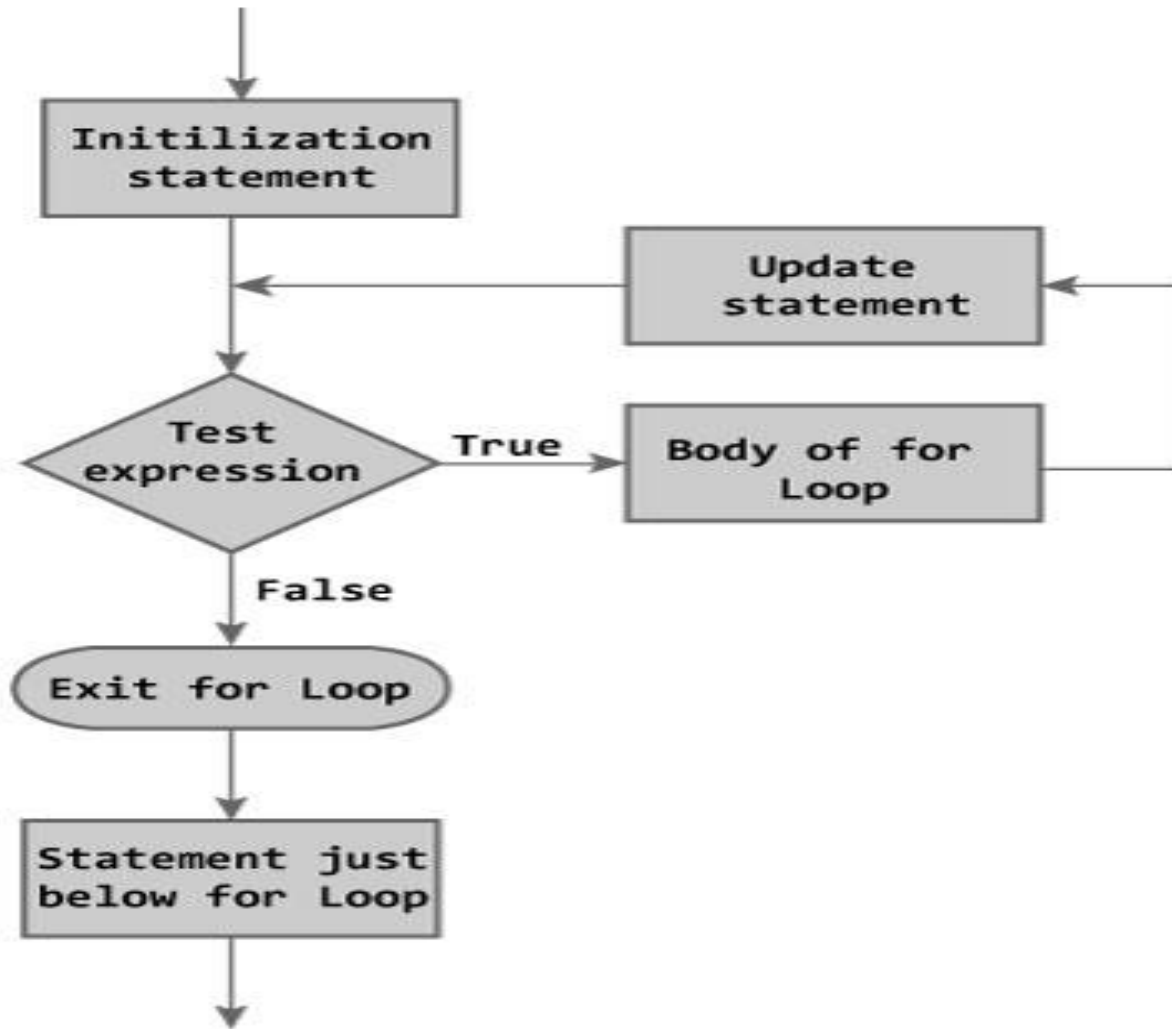 Initilization
statement
Update
statement
Test
expression
True
Body of for
Loop
False
Exit for Loop
Statement just
below for Loop